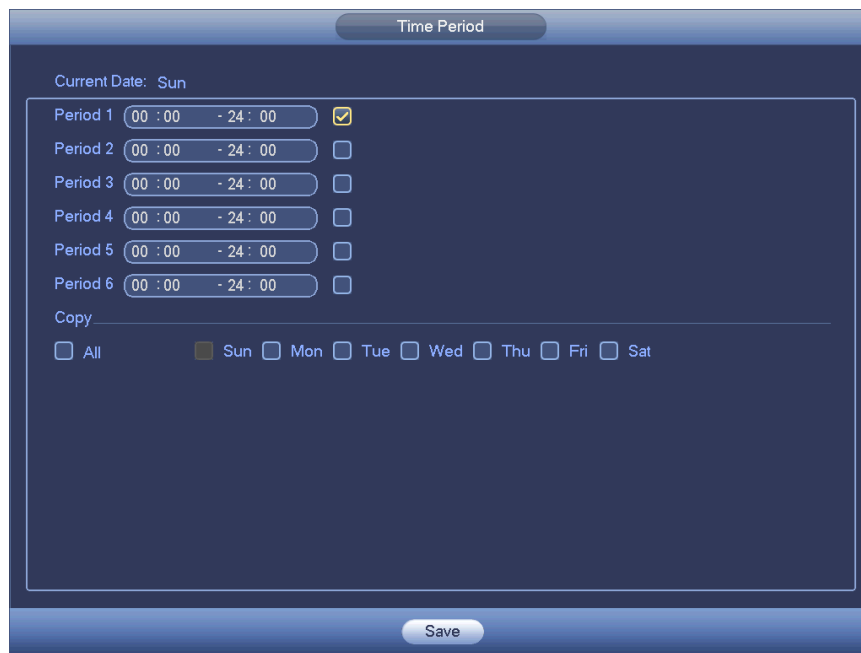 Time Period
Current Date: Sun
Period 1 00 :00 - 24 : 00
Period 2 00 :00 - 24 : 00
Period 3 00 :00 - 24 : 00
Period 4 00 :00 - 24 : 00
Period 5 00 :00 - 24 : 00
Period 6 00 :00 - 24 : 00
Copy
All Sun Mon Tue Wed Thu Fri Sat
Save